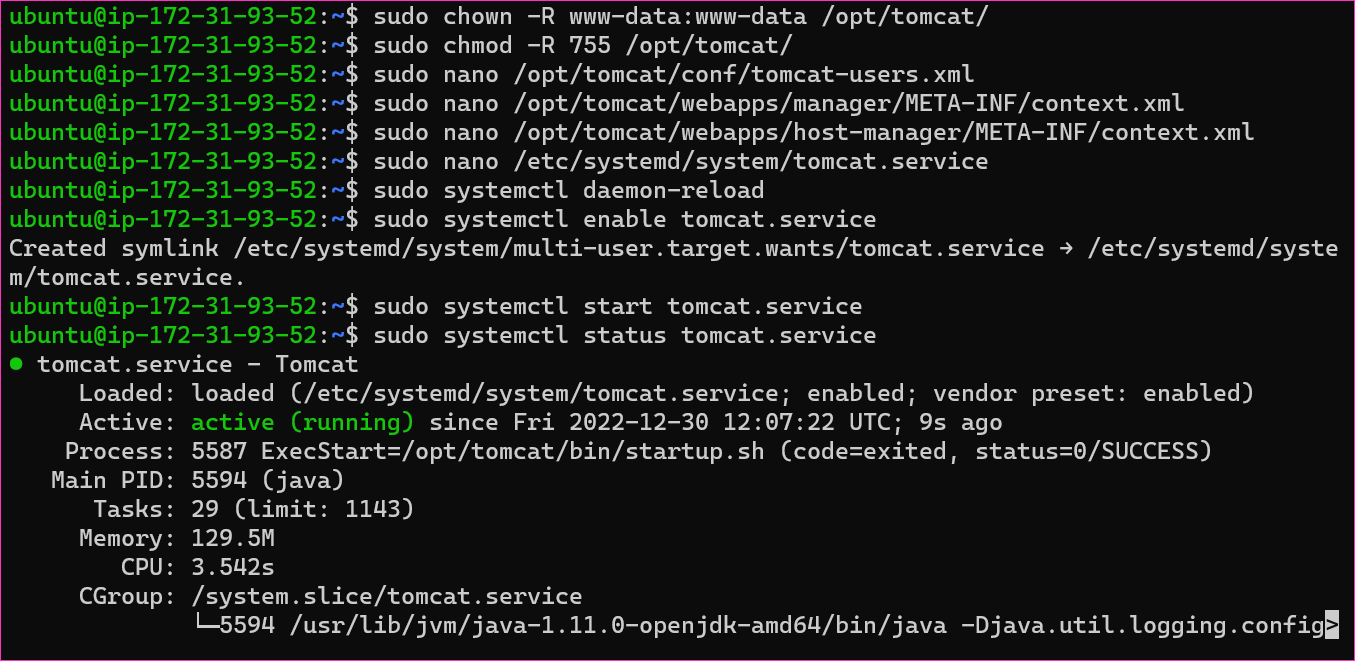 ubuntu@ip-172-31-93-52:~$ sudo chown -R www-data:www-data /opt/tomcat/
ubuntu@ip-172-31-93-52:~$ sudo chmod -R 755 /opt/tomcat/
ubuntu@ip-172-31-93-52:~$ sudo nano /opt/tomcat/conf/tomcat-users.xml
ubuntu@ip-172-31-93-52:~$ sudo nano /opt/tomcat/webapps/manager/META-INF/context.xml
ubuntu@ip-172-31-93-52:~$ sudo nano /opt/tomcat/webapps/host-manager/META-INF/context.xml
ubuntu@ip-172-31-93-52:~$ sudo nano /etc/systemd/system/tomcat.service
ubuntu@ip-172-31-93-52:~$ sudo systemctl daemon-reload
ubuntu@ip-172-31-93-52:~$ sudo systemctl enable tomcat.service
Created symlink /etc/systemd/system/multi-user.target.wants/tomcat.service → /etc/systemd/syste
m/tomcat.service.
ubuntu@ip-172-31-93-52:~$ sudo systemctl start tomcat.service
ubuntu@ip-172-31-93-52:~$ sudo systemctl status tomcat.service
● tomcat.service - Tomcat
     Loaded: loaded (/etc/systemd/system/tomcat.service; enabled; vendor preset: enabled)
     Active: active (running) since Fri 2022-12-30 12:07:22 UTC; 9s ago
    Process: 5587 ExecStart=/opt/tomcat/bin/startup.sh (code=exited, status=0/SUCCESS)
   Main PID: 5594 (java)
      Tasks: 29 (limit: 1143)
     Memory: 129.5M
        CPU: 3.542s
     CGroup: /system.slice/tomcat.service
             └─5594 /usr/lib/jvm/java-1.11.0-openjdk-amd64/bin/java -Djava.util.logging.config>